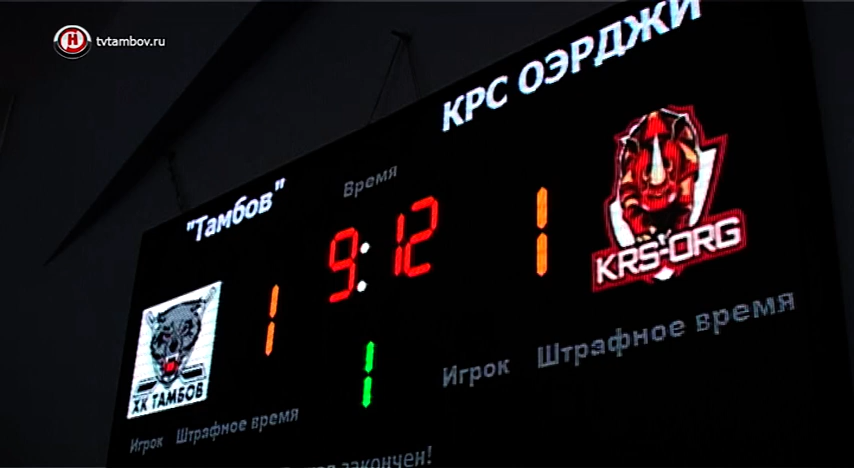 Н tvtambov.ru
КРС ОЭРДЖИ
"Тамбов"
Время
9:12
1
1
KRS-ORG
ХК ТАМБОВ
1
Игрок Штрафное время
Игрок Штрафное время
закончен!